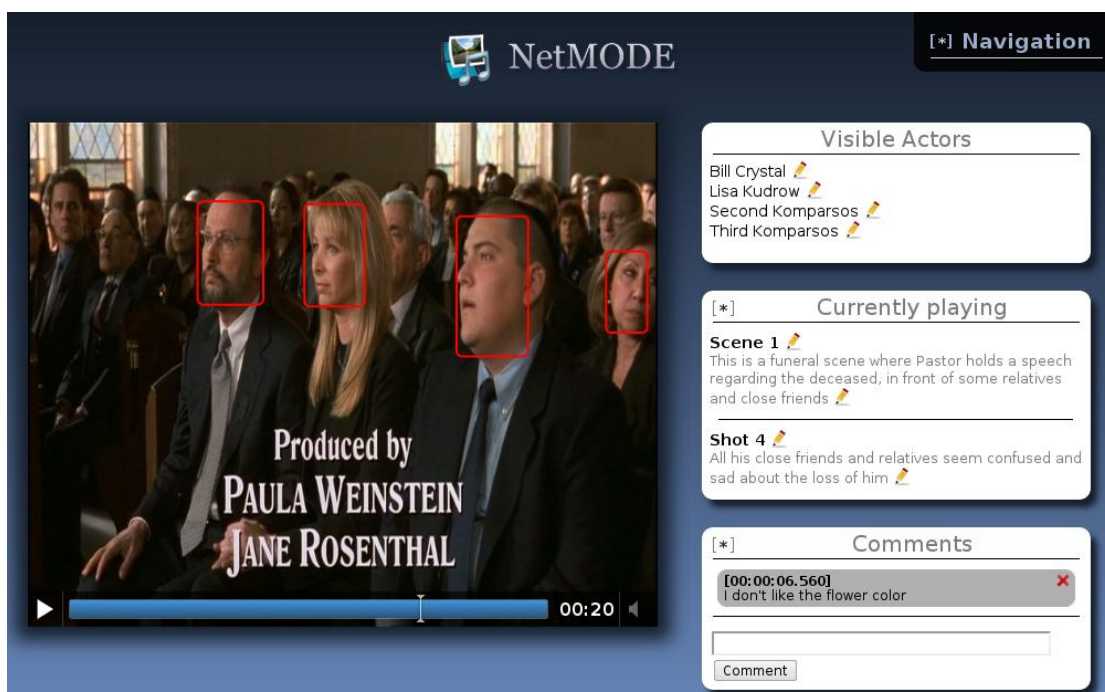 NetMODE
[*] Navigation
Produced by
PAULA WEINSTEIN
JANE ROSENTHAL
00:20
Visible Actors
Bill Crystal
Lisa Kudrow
Second Komparsos
Third Komparsos
[*] Currently playing
Scene 1
This is a funeral scene where Pastor holds a speech
regarding the deceased, in front of some relatives
and close friends
Shot 4
All his close friends and relatives seem confused and
sad about the loss of him
[*] Comments
[00:00:06.560]
I don't like the flower color
Comment